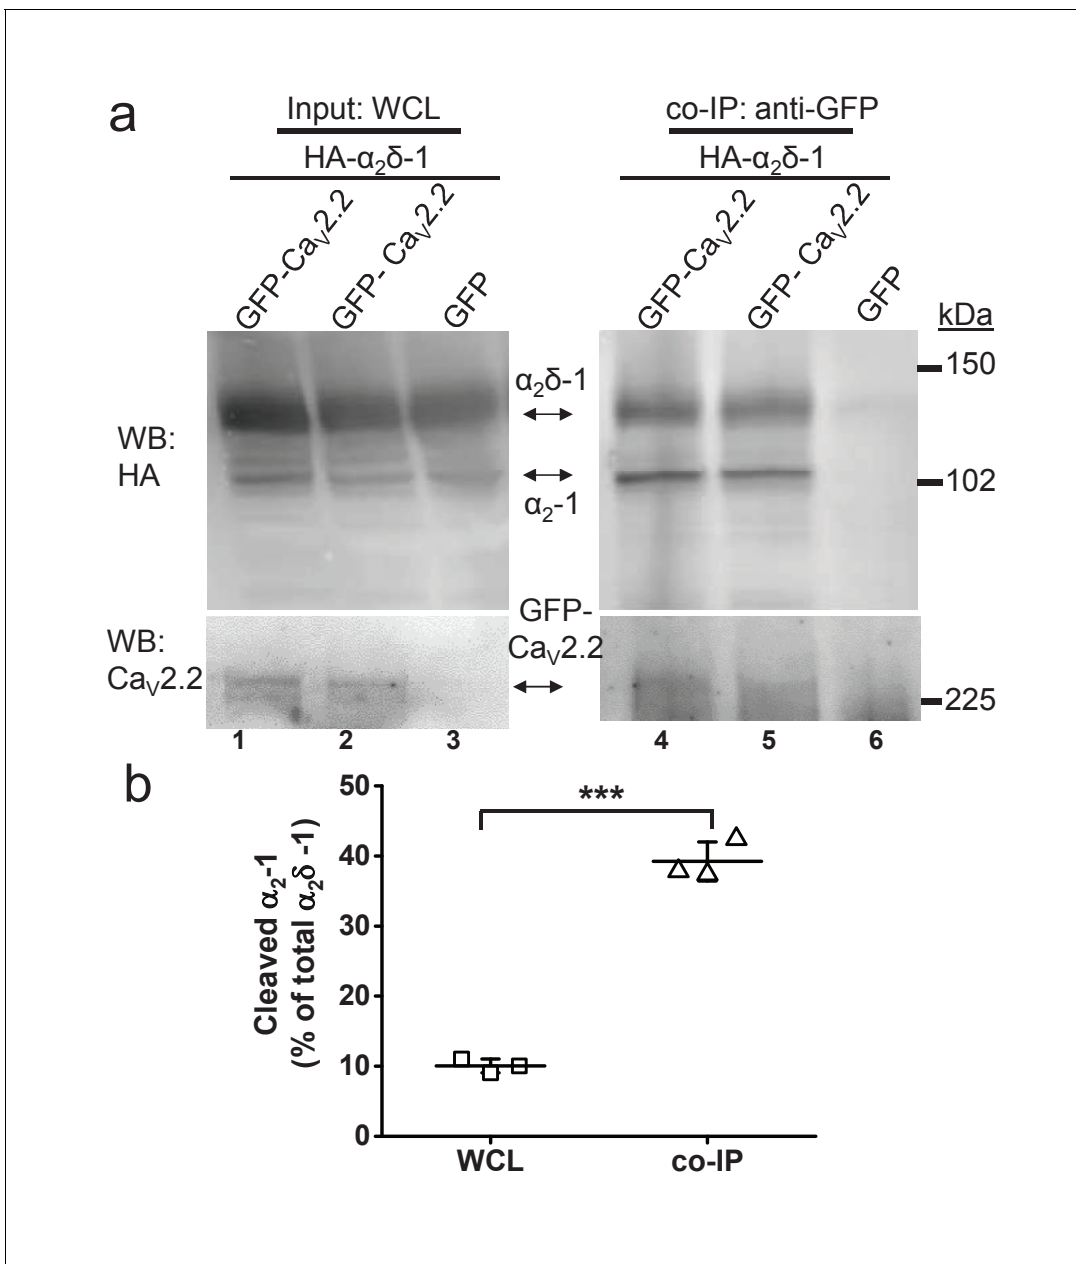 a
Input: WCL
co-IP: anti-GFP
HA-α₂δ-1
HA-α₂δ-1
GFP-CaV2.2
GFP- CaV2.2
GFP
GFP-CaV2.2
GFP-CaV2.2
GFP
kDa
150
α₂δ-1
WB:
HA
102
α₂-1
GFP-
CaV2.2
WB:
CaV2.2
225
1 2 3 4 5 6
b
50
40
30
20
10
0
***
Cleaved α₂-1
(% of total α₂δ -1)
WCL
co-IP